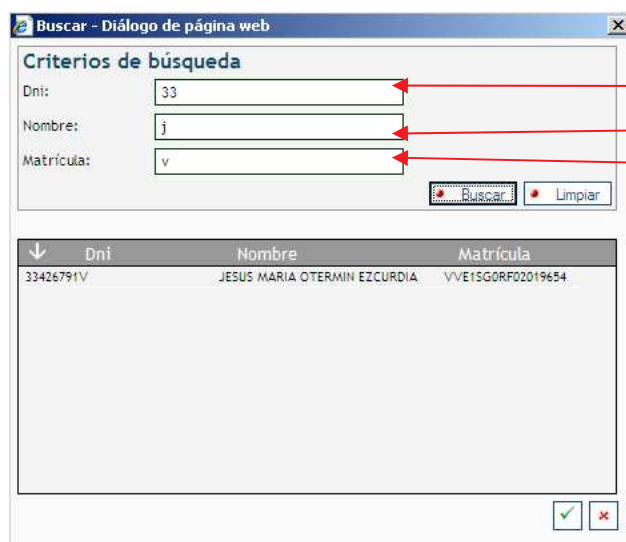 Buscar - Diálogo de página web
Criterios de búsqueda
Dni: 33
Nombre: j
Matrícula: v
Buscar Limpiar
Dni Nombre Matrícula
33426791V JESUS MARIA OTERMIN EZCURDIA VVE1SG0RF02019654